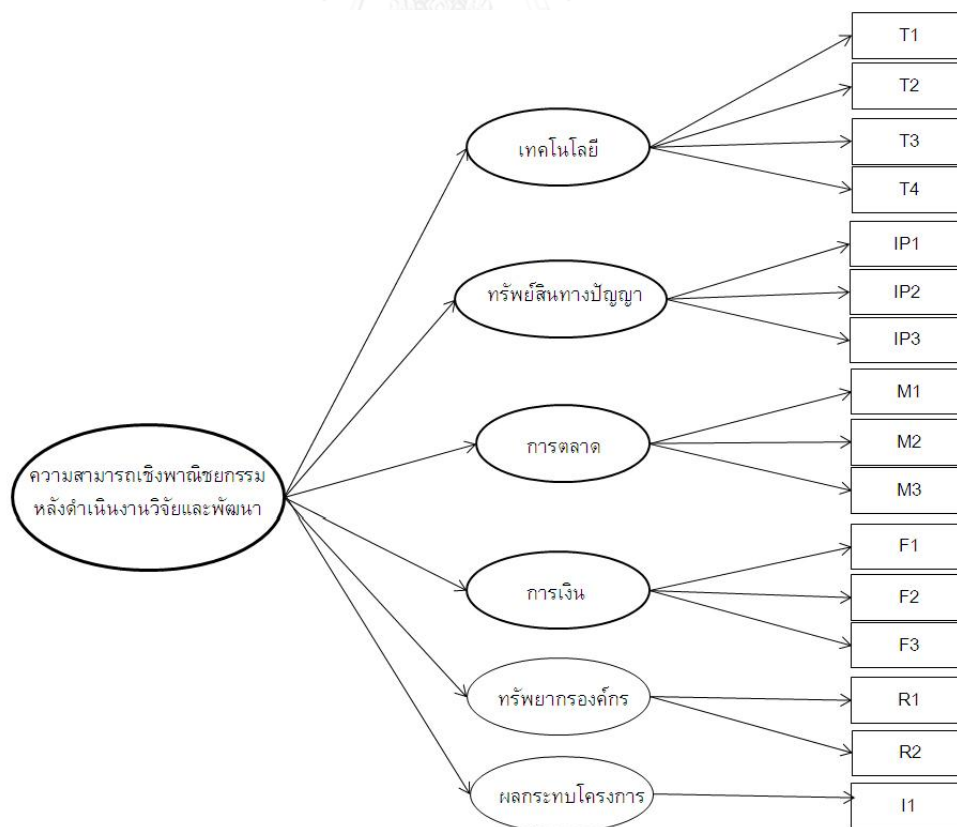 T1
T2
เทคโนโลยี
T3
T4
IP1
ทรัพย์สินทางปัญญา
IP2
IP3
M1
การตลาด
M2
M3
ความสามารถเชิงพาณิชยกรรม
หลังดำเนินงานวิจัยและพัฒนา
F1
การเงิน
F2
F3
ทรัพยากรองค์กร
R1
R2
ผลกระทบโครงการ
I1